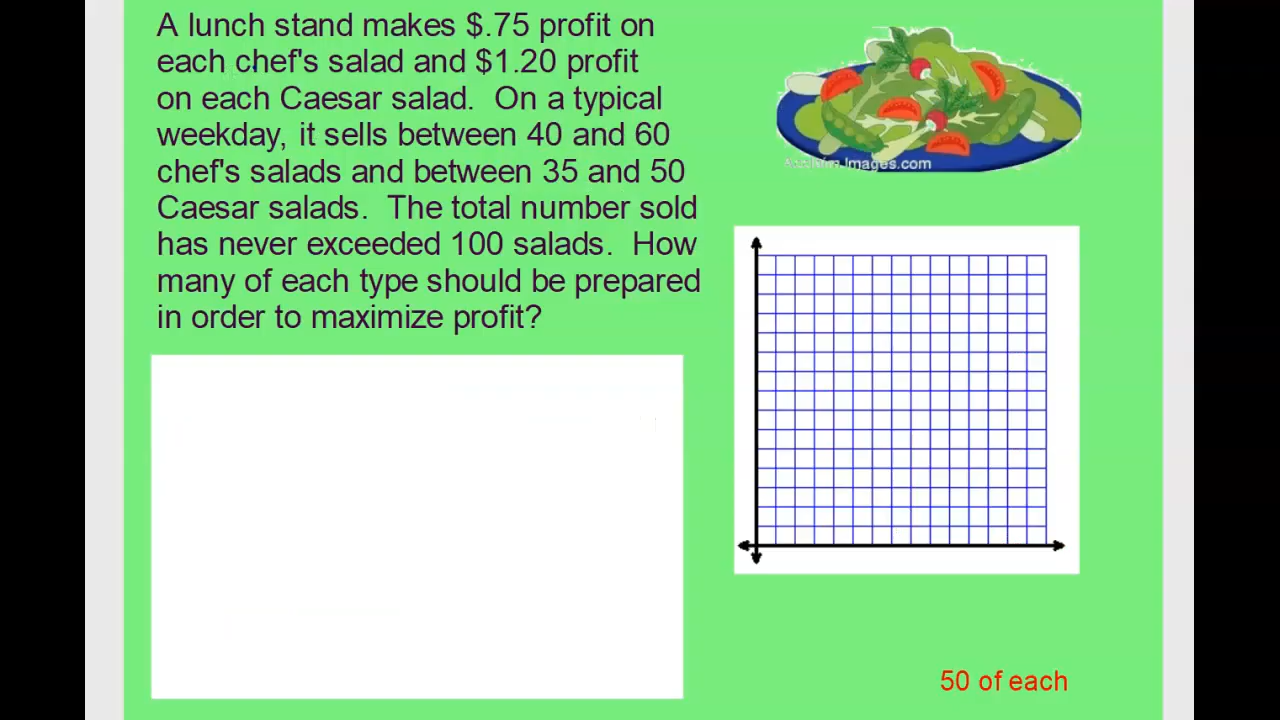 A lunch stand makes $.75 profit on
each chef's salad and $1.20 profit
on each Caesar salad.  On a typical
weekday, it sells between 40 and 60
chef's salads and between 35 and 50
Caesar salads.  The total number sold
has never exceeded 100 salads.  How
many of each type should be prepared
in order to maximize profit?
Images.com
50 of each